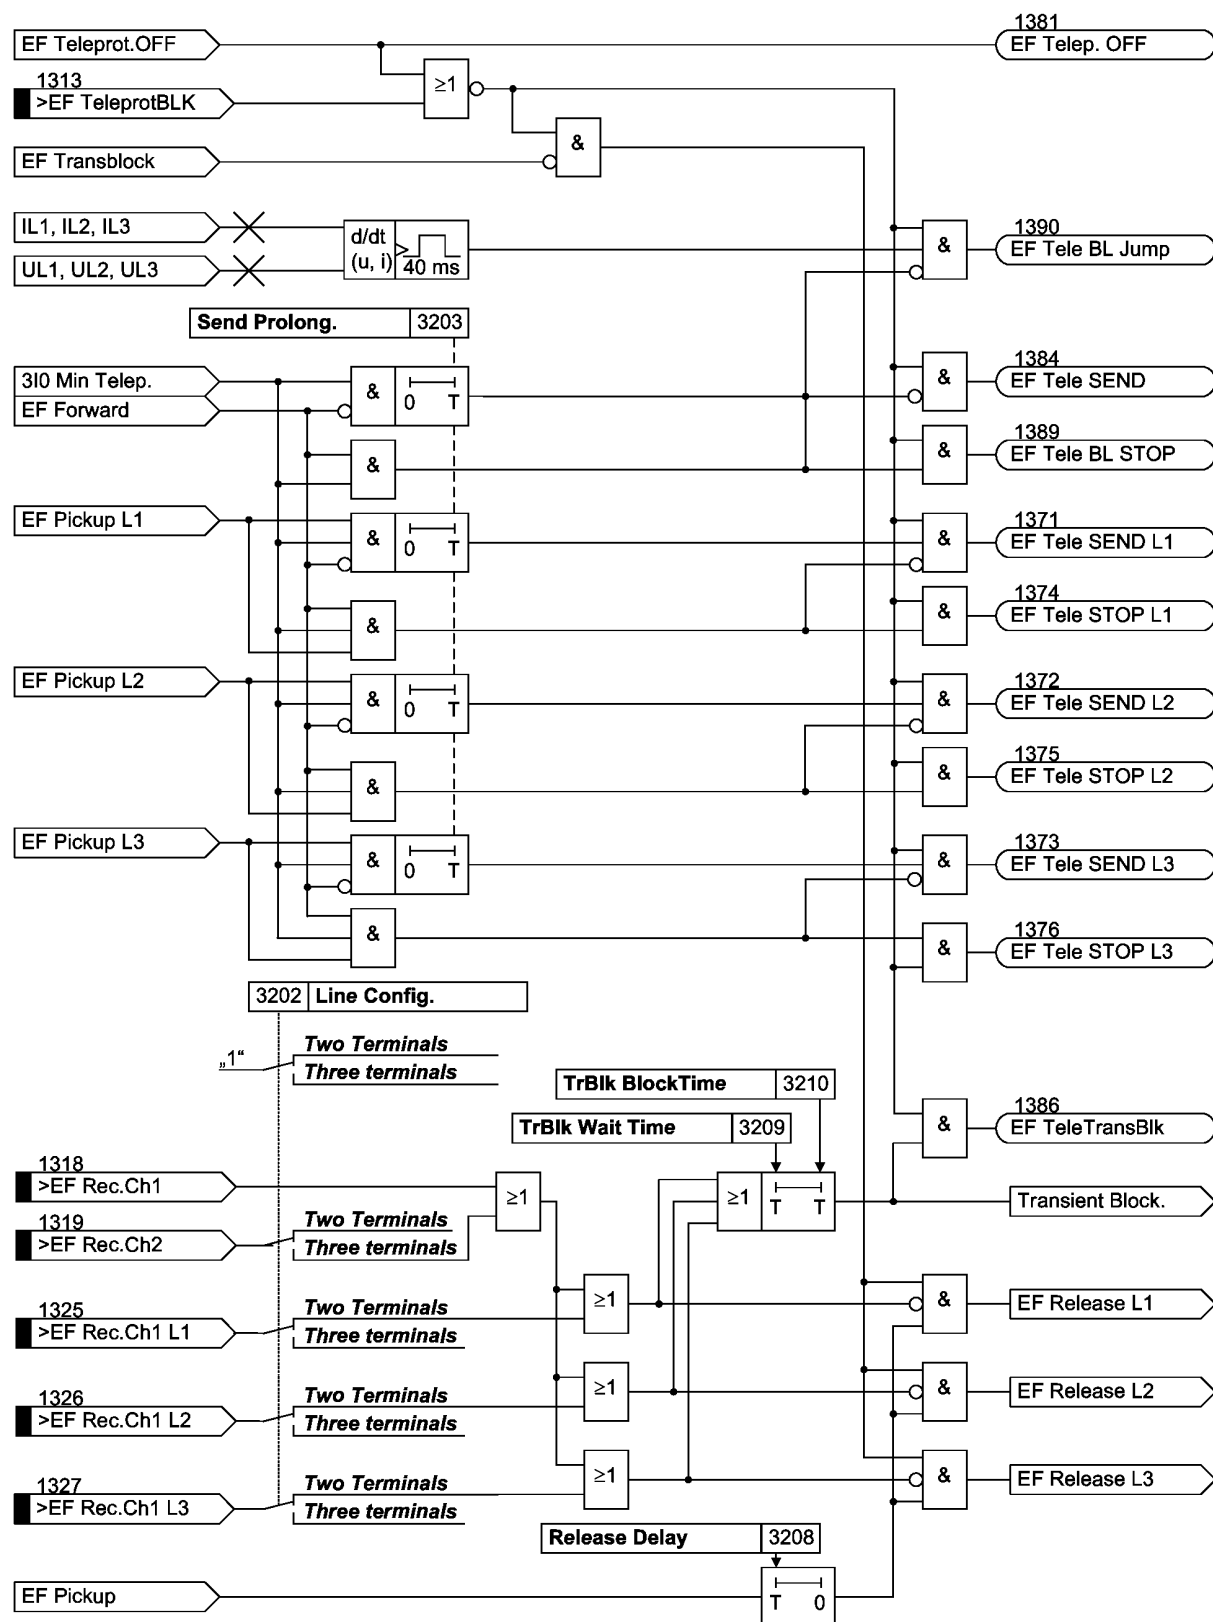 1381
EF Teleprot.OFF
EF Telep. OFF
1313
≥1
>EF TeleprotBLK
&
EF Transblock
IL1, IL2, IL3
1390
d/dt
&
EF Tele BL Jump
UL1, UL2, UL3
(u, i)
40 ms
Send Prolong. 3203
1384
3I0 Min Telep.
&
&
EF Tele SEND
EF Forward
0 T
1389
&
&
EF Tele BL STOP
1371
EF Pickup L1
&
0 T
&
EF Tele SEND L1
1374
&
&
EF Tele STOP L1
1372
EF Pickup L2
&
0 T
&
EF Tele SEND L2
1375
&
&
EF Tele STOP L2
1373
EF Pickup L3
&
0 T
&
EF Tele SEND L3
1376
&
&
EF Tele STOP L3
3202 Line Config.
„1“
Two Terminals
Three terminals
TrBlk BlockTime 3210
1386
TrBlk Wait Time 3209
&
EF TeleTransBlk
1318
>EF Rec.Ch1
≥1
≥1
T T
Transient Block.
1319
>EF Rec.Ch2
Two Terminals
Three terminals
1325
>EF Rec.Ch1 L1
Two Terminals
Three terminals
≥1
&
EF Release L1
1326
>EF Rec.Ch1 L2
Two Terminals
Three terminals
≥1
&
EF Release L2
1327
>EF Rec.Ch1 L3
Two Terminals
Three terminals
≥1
&
EF Release L3
Release Delay 3208
EF Pickup
T 0